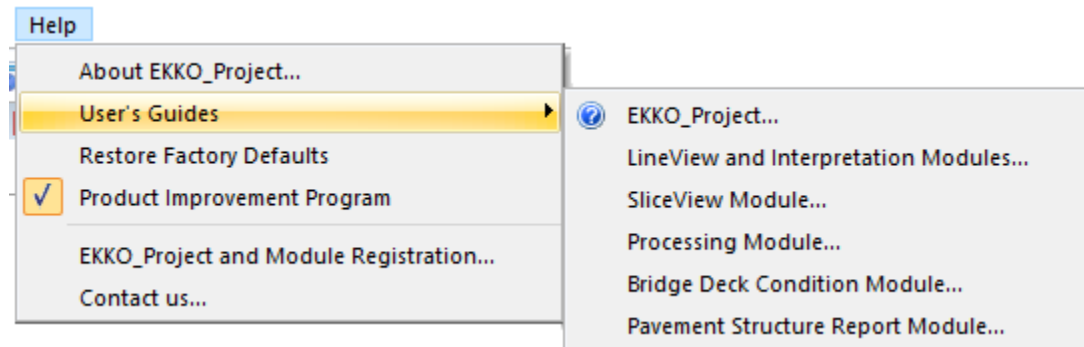 Help
About EKKO_Project...
User's Guides
Restore Factory Defaults
Product Improvement Program
EKKO_Project and Module Registration...
Contact us...
EKKO_Project...
LineView and Interpretation Modules...
SliceView Module...
Processing Module...
Bridge Deck Condition Module...
Pavement Structure Report Module...